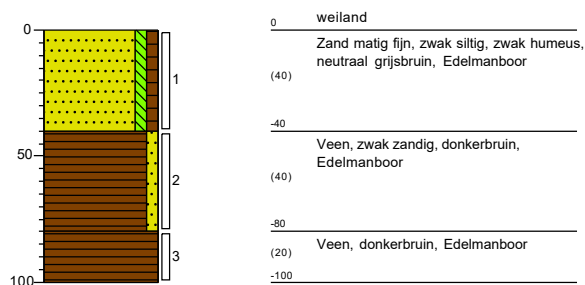 0
50
100
1
2
3
0 weiland
Zand matig fijn, zwak siltig, zwak humeus,
neutraal grijsbruin, Edelmanboor
(40)
-40
Veen, zwak zandig, donkerbruin,
Edelmanboor
(40)
-80
Veen, donkerbruin, Edelmanboor
(20)
-100